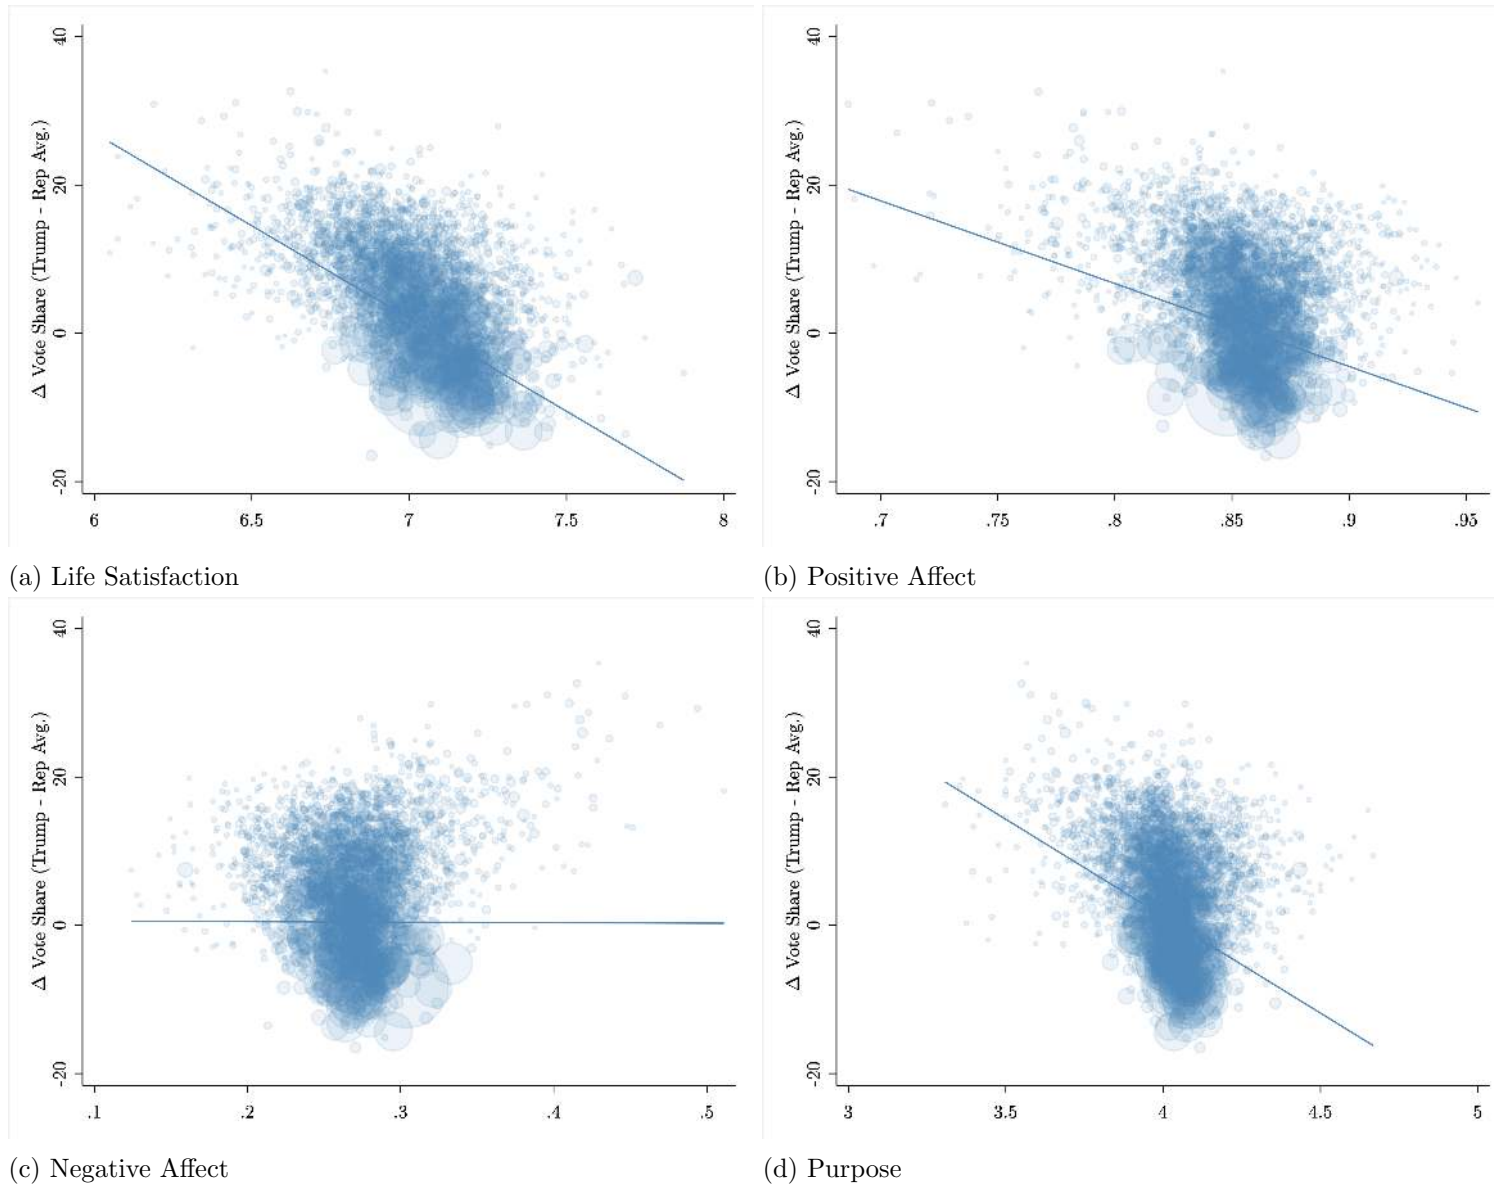 40
20
0
-20
Δ Vote Share (Trump - Rep Avg.)
6 6.5 7 7.5 8
(a) Life Satisfaction
40
20
0
-20
Δ Vote Share (Trump - Rep Avg.)
.7 .75 .8 .85 .9 .95
(b) Positive Affect
40
20
0
-20
Δ Vote Share (Trump - Rep Avg.)
.1 .2 .3 .4 .5
(c) Negative Affect
40
20
0
-20
Δ Vote Share (Trump - Rep Avg.)
3 3.5 4 4.5 5
(d) Purpose